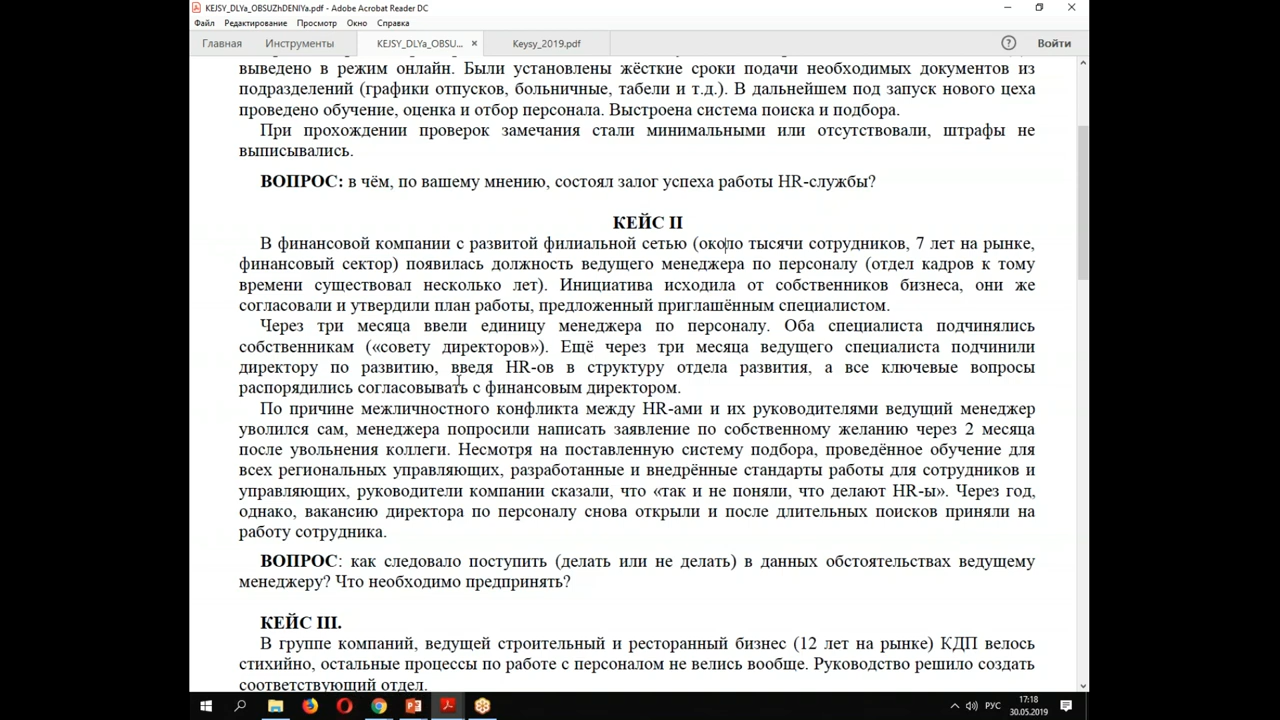 KEJSY_DLYa_OBSUZhDENIYa.pdf - Adobe Acrobat Reader DC
Файл Редактирование Просмотр Окно Справка
Главная Инструменты KEJSY_DLYa_OBSU... × Keysy_2019.pdf ? Войти
выведено в режим онлайн. Были установлены жёсткие сроки подачи необходимых документов из
подразделений (графики отпусков, больничные, табели и т.д.). В дальнейшем под запуск нового цеха
проведено обучение, оценка и отбор персонала. Выстроена система поиска и подбора.
При прохождении проверок замечания стали минимальными или отсутствовали, штрафы не
выписывались.
ВОПРОС: в чём, по вашему мнению, состоял залог успеха работы HR-службы?
КЕЙС II
В финансовой компании с развитой филиальной сетью (около тысячи сотрудников, 7 лет на рынке,
финансовый сектор) появилась должность ведущего менеджера по персоналу (отдел кадров к тому
времени существовал несколько лет). Инициатива исходила от собственников бизнеса, они же
согласовали и утвердили план работы, предложенный приглашённым специалистом.
Через три месяца ввели единицу менеджера по персоналу. Оба специалиста подчинялись
собственникам («совету директоров»). Ещё через три месяца ведущего специалиста подчинили
директору по развитию, введя HR-ов в структуру отдела развития, а все ключевые вопросы
распорядились согласовывать с финансовым директором.
По причине межличностного конфликта между HR-ами и их руководителями ведущий менеджер
уволился сам, менеджера попросили написать заявление по собственному желанию через 2 месяца
после увольнения коллеги. Несмотря на поставленную систему подбора, проведённое обучение для
всех региональных управляющих, разработанные и внедрённые стандарты работы для сотрудников и
управляющих, руководители компании сказали, что «так и не поняли, что делают HR-ы». Через год,
однако, вакансию директора по персоналу снова открыли и после длительных поисков приняли на
работу сотрудника.
ВОПРОС: как следовало поступить (делать или не делать) в данных обстоятельствах ведущему
менеджеру? Что необходимо предпринять?
КЕЙС III.
В группе компаний, ведущей строительный и ресторанный бизнес (12 лет на рынке) КДП велось
стихийно, остальные процессы по работе с персоналом не велись вообще. Руководство решило создать
соответствующий отдел.
РУС 17:18
30.05.2019